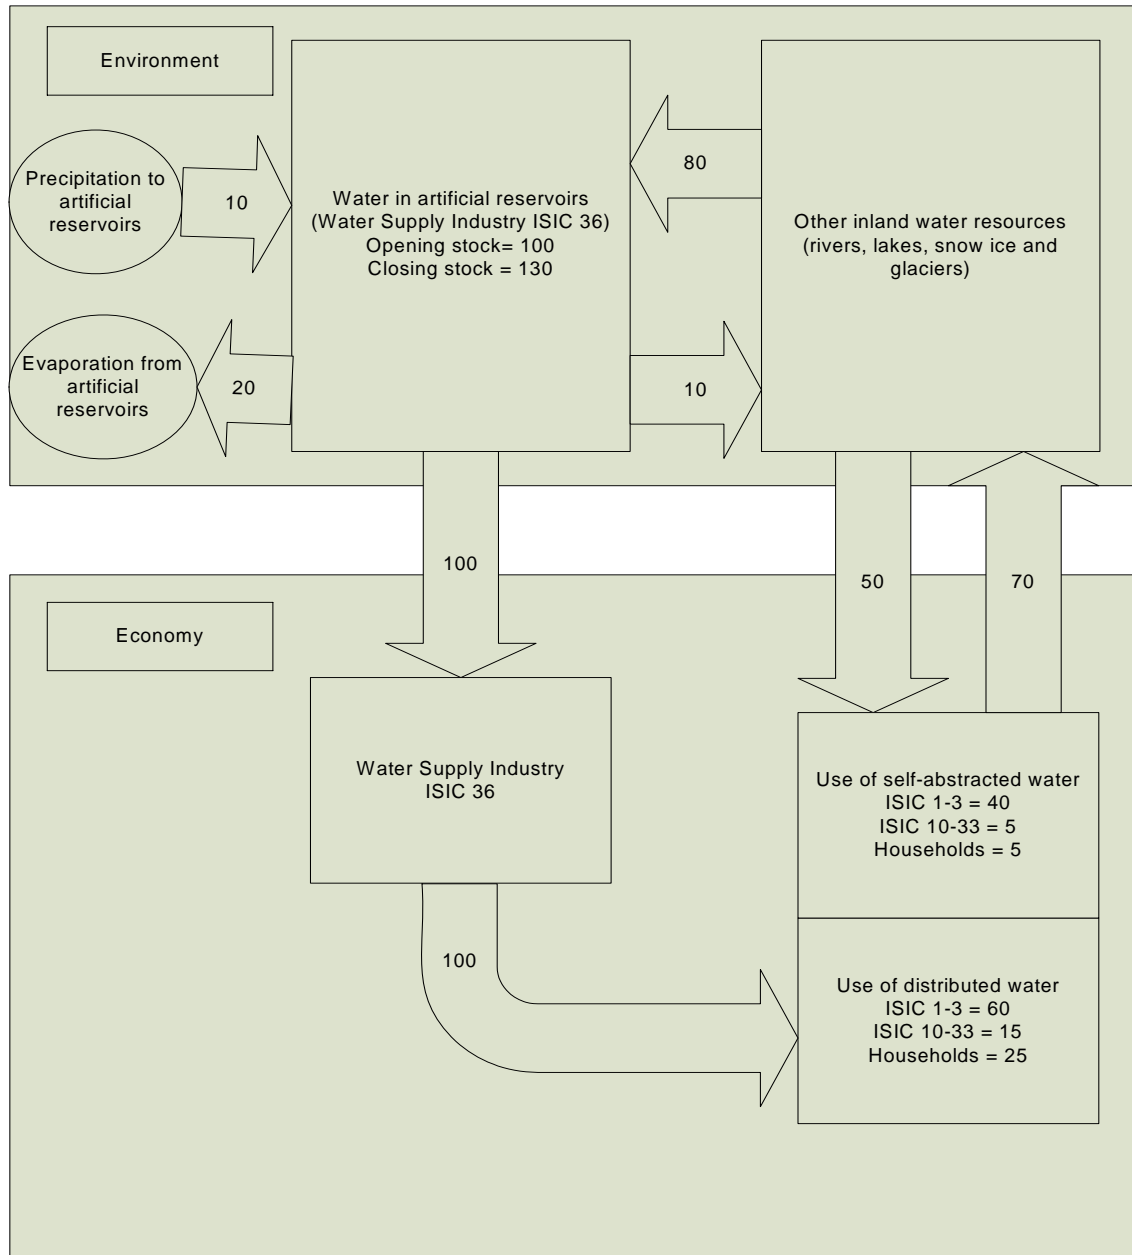 Environment
Precipitation to
artificial
reservoirs
10
Water in artificial reservoirs
(Water Supply Industry ISIC 36)
Opening stock= 100
Closing stock = 130
80
Other inland water resources
(rivers, lakes, snow ice and
glaciers)
Evaporation from
artificial
reservoirs
20
10
100
50
70
Economy
Water Supply Industry
ISIC 36
Use of self-abstracted water
ISIC 1-3 = 40
ISIC 10-33 = 5
Households = 5
100
Use of distributed water
ISIC 1-3 = 60
ISIC 10-33 = 15
Households = 25